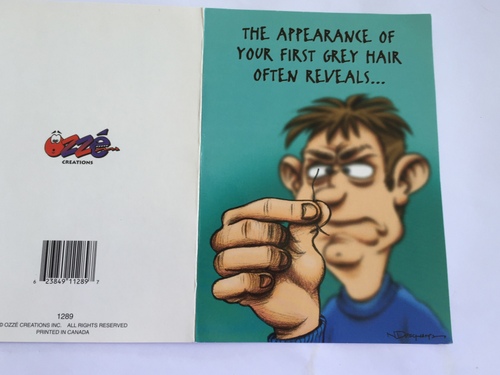 THE APPEARANCE OF
YOUR FIRST GREY HAIR
OFTEN REVEALS...
OZZÉ
CREATIONS
6 23849 11289 7
1289
© OZZÉ CREATIONS INC. ALL RIGHTS RESERVED
PRINTED IN CANADA